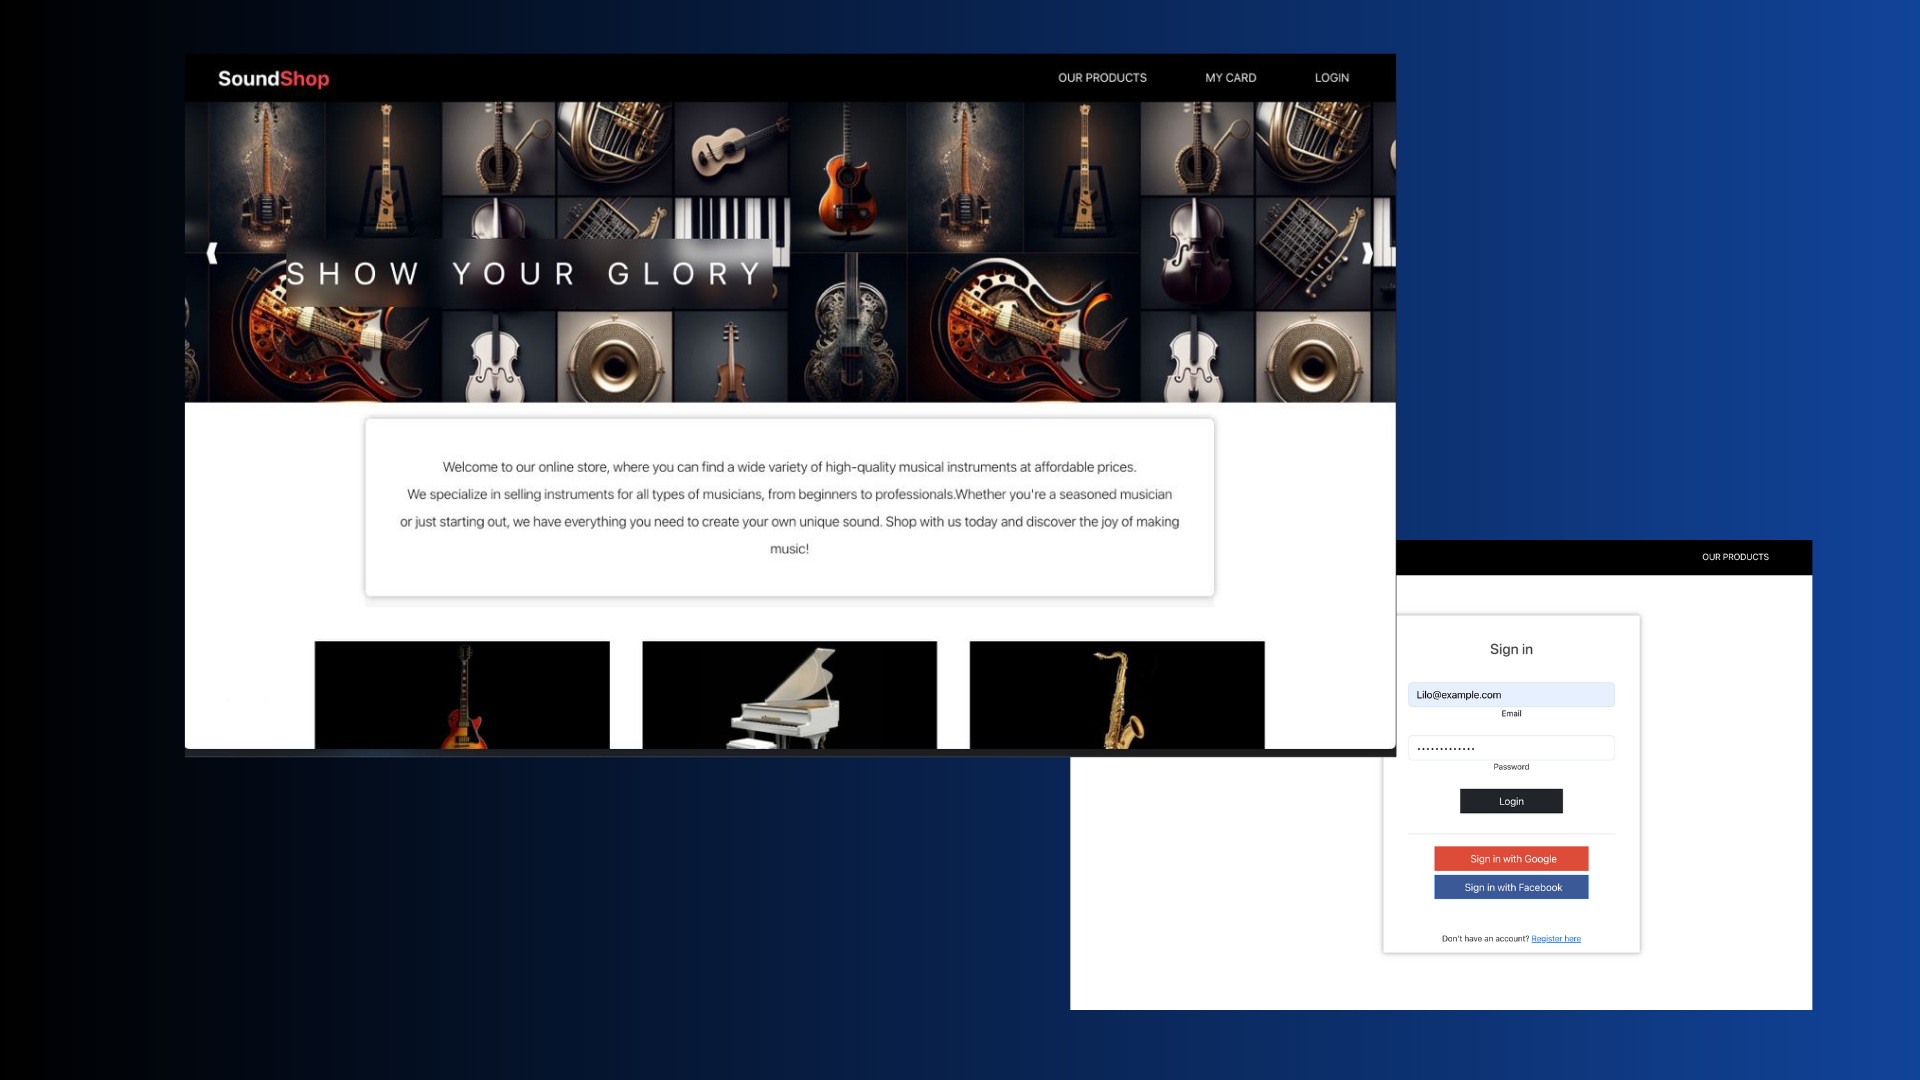 SoundShop
OUR PRODUCTS MY CARD LOGIN
SHOW YOUR GLORY
Welcome to our online store, where you can find a wide variety of high-quality musical instruments at affordable prices.
We specialize in selling instruments for all types of musicians, from beginners to professionals.Whether you're a seasoned musician
or just starting out, we have everything you need to create your own unique sound. Shop with us today and discover the joy of making
music!
OUR PRODUCTS
Sign in
Lilo@example.com
Email
Password
Login
Sign in with Google
Sign in with Facebook
Don't have an account? Register here